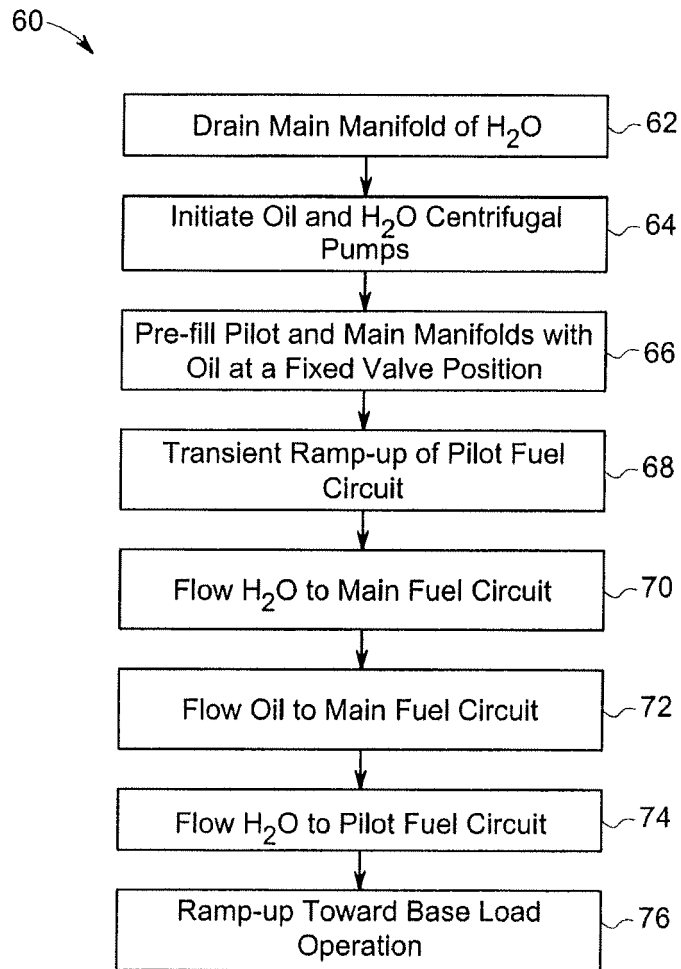 60
Drain Main Manifold of H₂O
62
Initiate Oil and H₂O Centrifugal
Pumps
64
Pre-fill Pilot and Main Manifolds with
Oil at a Fixed Valve Position
66
Transient Ramp-up of Pilot Fuel
Circuit
68
Flow H₂O to Main Fuel Circuit
70
Flow Oil to Main Fuel Circuit
72
Flow H₂O to Pilot Fuel Circuit
74
Ramp-up Toward Base Load
Operation
76